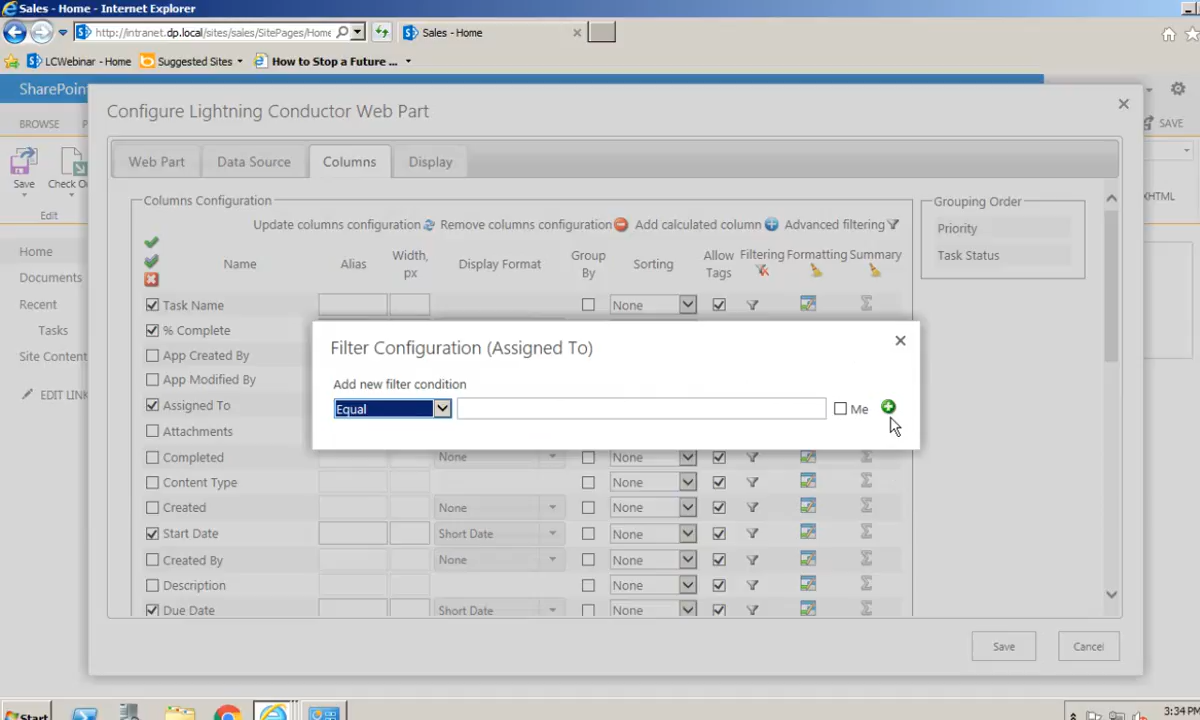 Sales - Home - Internet Explorer
http://intranet.dp.local/sites/sales/SitePages/Home
Sales - Home
LCWebinar - Home
Suggested Sites
How to Stop a Future ...
SharePoin
BROWSE P
SAVE
Configure Lightning Conductor Web Part
Web Part
Data Source
Columns
Display
Save
Check O
Edit
XHTML
Home
Documents
Recent
Tasks
Site Content
EDIT LINK
Columns Configuration
Update columns configuration
Remove columns configuration
Add calculated column
Advanced filtering
Name
Alias
Width, px
Display Format
Group By
Sorting
Allow Tags
Filtering
Formatting
Summary
Grouping Order
Priority
Task Status
Task Name None
% Complete
App Created By
App Modified By
Assigned To
Attachments
Completed None None
Content Type None
Created None None
Start Date Short Date None
Created By None None
Description None
Due Date Short Date None
Filter Configuration (Assigned To)
Add new filter condition
Equal
Me
Save
Cancel
Start
3:34 PM